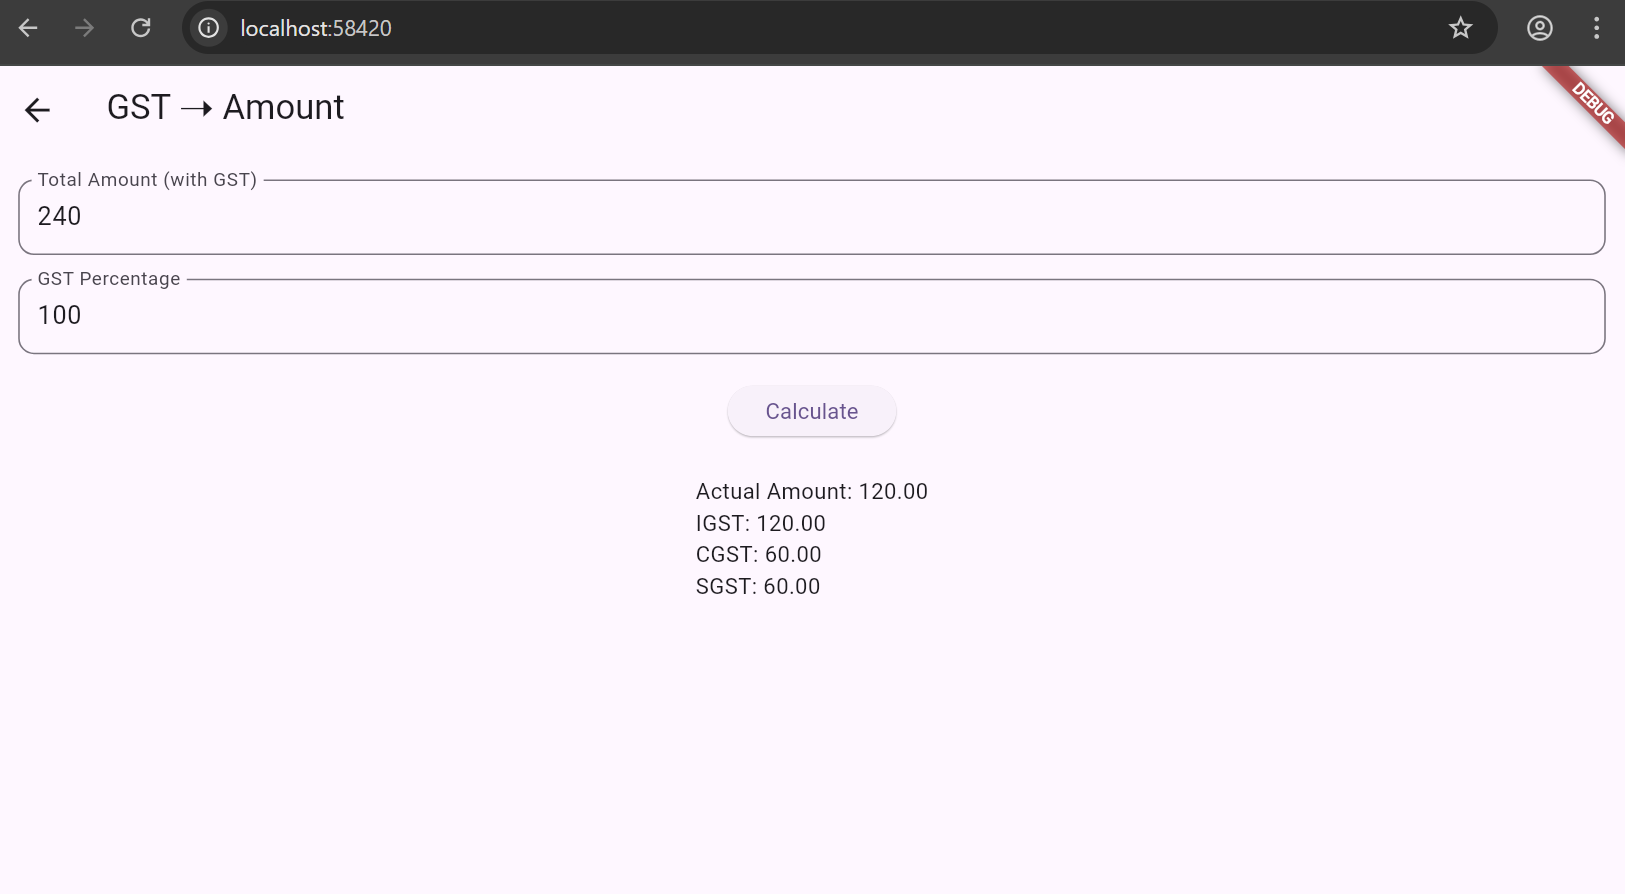 localhost:58420
DEBUG
GST → Amount
Total Amount (with GST)
240
GST Percentage
100
Calculate
Actual Amount: 120.00
IGST: 120.00
CGST: 60.00
SGST: 60.00